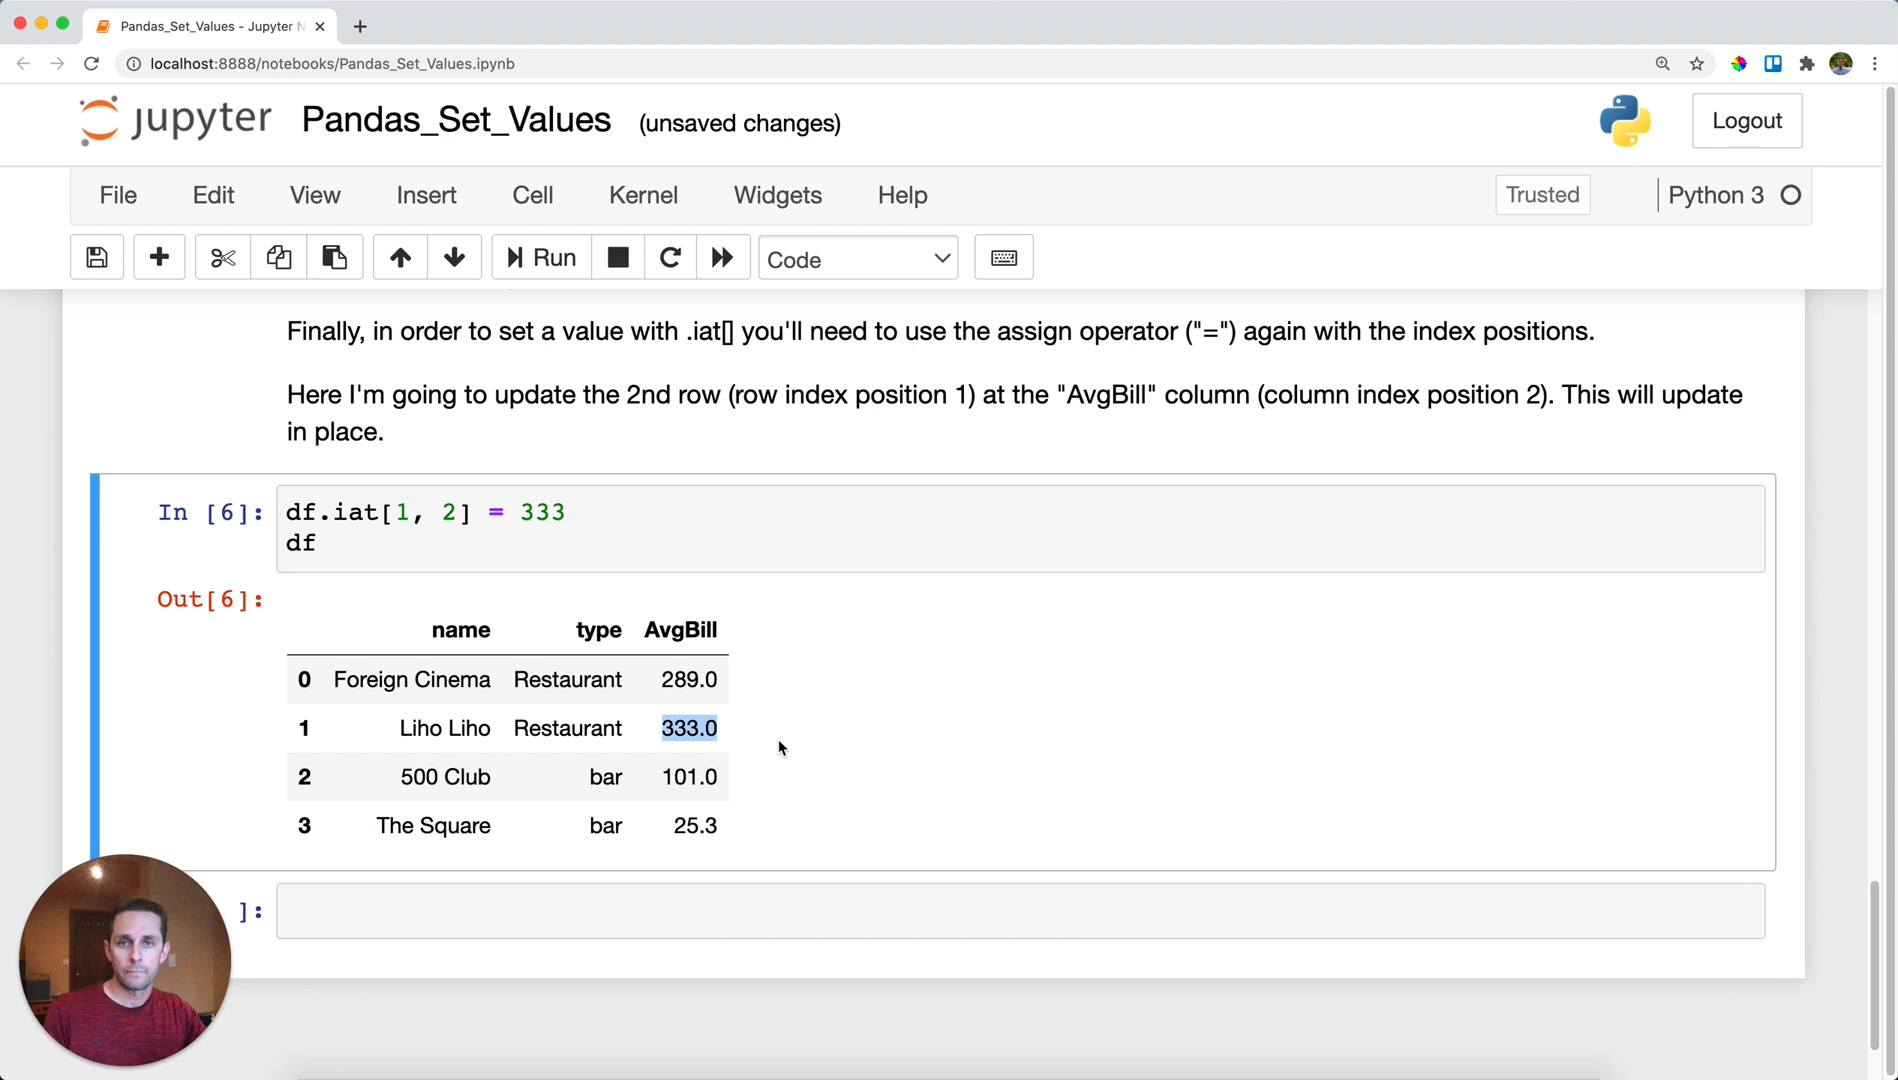 Pandas_Set_Values - Jupyter N
localhost:8888/notebooks/Pandas_Set_Values.ipynb
jupyter Pandas_Set_Values (unsaved changes) Logout
File Edit View Insert Cell Kernel Widgets Help Trusted Python 3
Run Code
Finally, in order to set a value with .iat[] you'll need to use the assign operator ("=") again with the index positions.
Here I'm going to update the 2nd row (row index position 1) at the "AvgBill" column (column index position 2). This will update
in place.
In [6]: df.iat[1, 2] = 333
df
Out[6]:
name type AvgBill
0 Foreign Cinema Restaurant 289.0
1 Liho Liho Restaurant 333.0
2 500 Club bar 101.0
3 The Square bar 25.3
]: